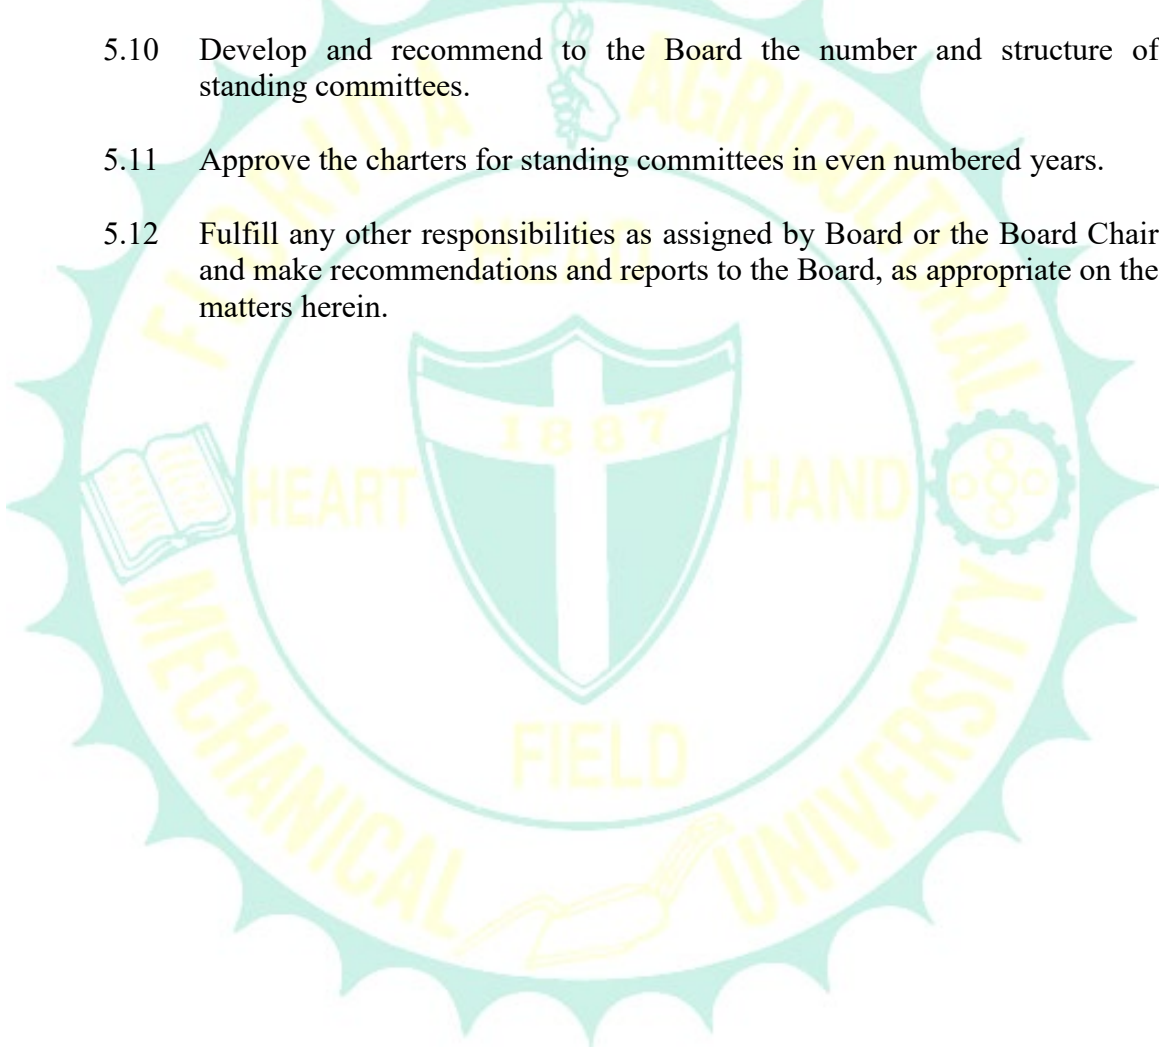 5.10 Develop and recommend to the Board the number and structure of
standing committees.
5.11 Approve the charters for standing committees in even numbered years.
5.12 Fulfill any other responsibilities as assigned by Board or the Board Chair
and make recommendations and reports to the Board, as appropriate on the
matters herein.
FLORIDA AGRICULTURAL
HEAD
1887
HEART HAND
FIELD
MECHANICAL UNIVERSITY